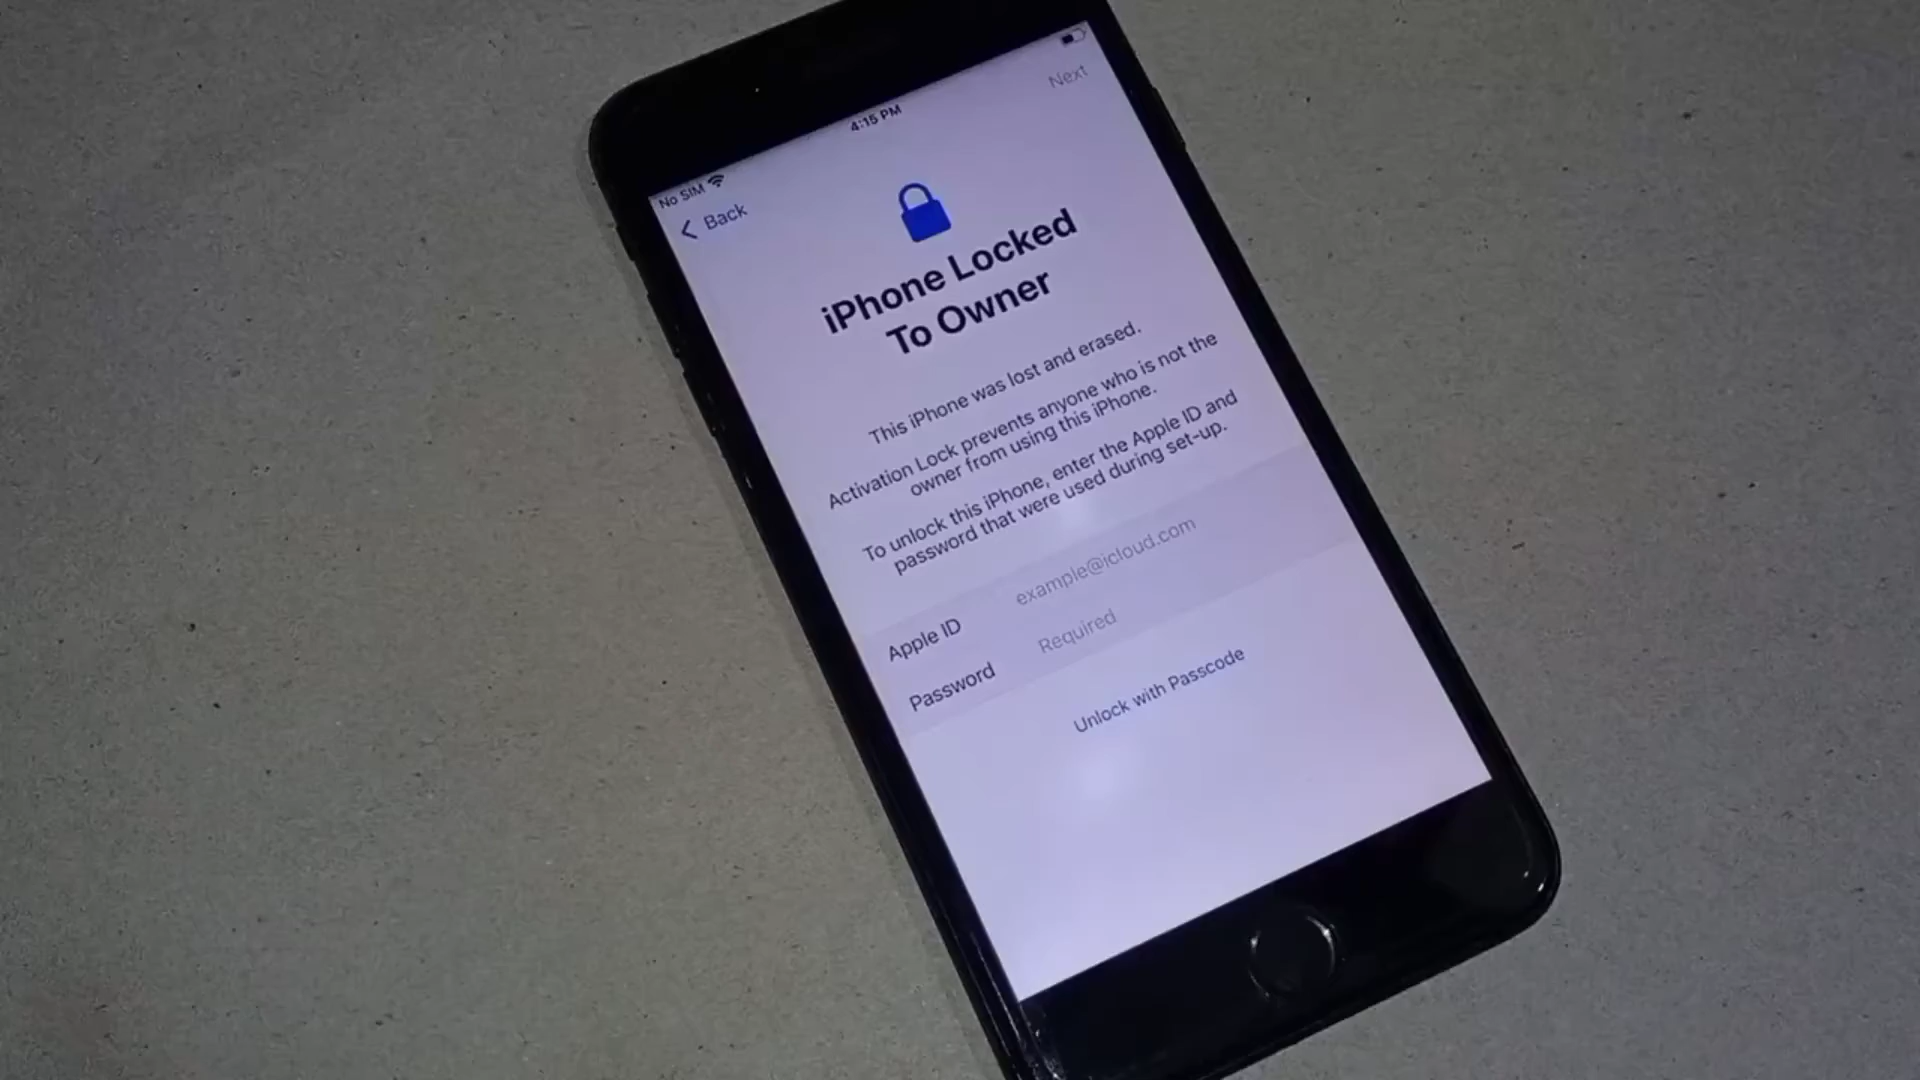 No SIM
4:15 PM
Back
Next
iPhone Locked
To Owner
This iPhone was lost and erased.
Activation Lock prevents anyone who is not the
owner from using this iPhone.
To unlock this iPhone, enter the Apple ID and
password that were used during set-up.
Apple ID example@icloud.com
Password Required
Unlock with Passcode